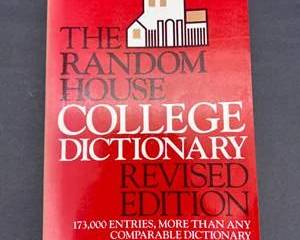 THE
RANDOM
HOUSE
COLLEGE
DICTIONARY
REVISED
EDITION
173,000 ENTRIES, MORE THAN ANY
COMPARABLE DICTIONARY